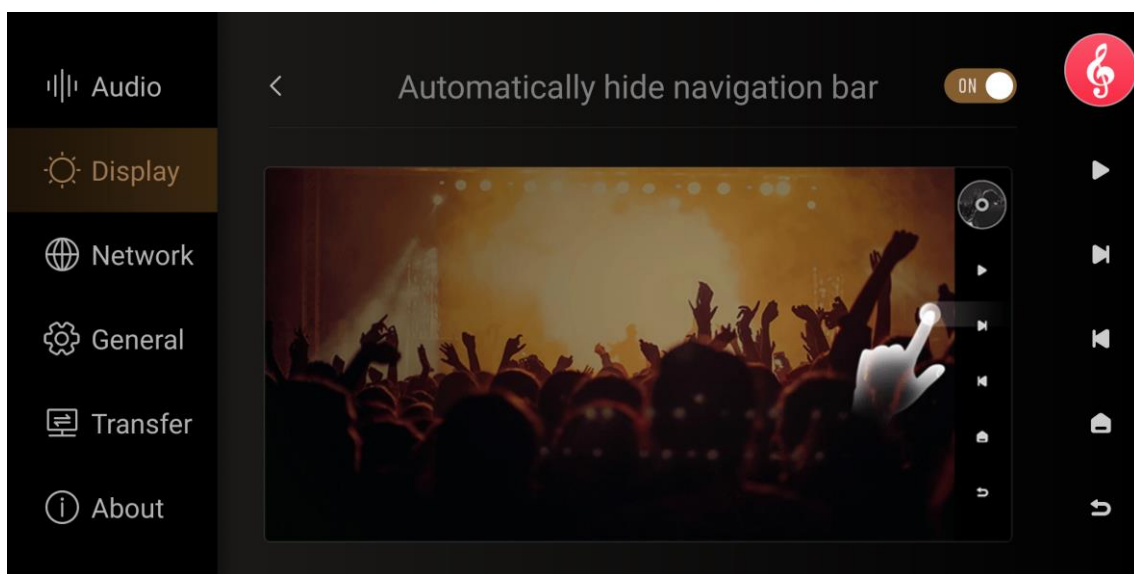 Audio
Display
Network
General
Transfer
About
Automatically hide navigation bar
ON